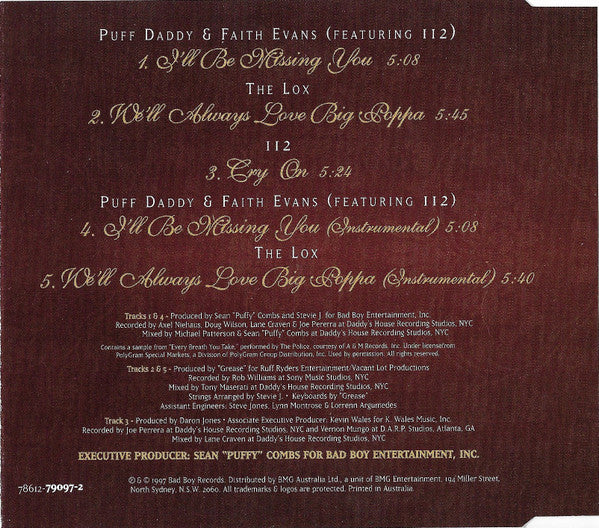 PUFF DADDY & FAITH EVANS (FEATURING 112)
1. I'll Be Missing You 5:08
THE LOX
2. We'll Always Love Big Poppa 5:45
112
3. Cry On 5:24
PUFF DADDY & FAITH EVANS (FEATURING 112)
4. I'll Be Missing You (Instrumental) 5:08
THE LOX
5. We'll Always Love Big Poppa (Instrumental) 5:40
Tracks 1 & 4 - Produced by Sean "Puffy" Combs and Stevie J. for Bad Boy Entertainment, Inc.
Recorded by Axel Niehaus, Doug Wilson, Lane Craven & Joe Pererra at Daddy's House Recording Studios, NYC
Mixed by Michael Patterson & Sean "Puffy" Combs at Daddy's House Recording Studios, NYC
Contains a sample from "Every Breath You Take," performed by The Police, courtesy of A & M Records, Inc. Under licensefrom
PolyGram Special Markets, a Division of PolyGram Group Distribution, Inc. Used by permission. All rights reserved.
Tracks 2 & 5 - Produced by "Grease" for Ruff Ryders Entertainment/Vacant Lot Productions
Recorded by Rob Williams at Sony Music Studios, NYC
Mixed by Tony Maserati at Daddy's House Recording Studios, NYC
Strings Arranged by Stevie J. • Keyboards by "Grease"
Assistant Engineers: Steve Jones, Lynn Montrose & Lorrenn Argumedes
Track 3 - Produced by Daron Jones • Associate Executive Producer: Kevin Wales for K. Wales Music, Inc.
Recorded by Joe Perrera at Daddy's House Recording Studios, NYC and Vernon Mungo at D.A.R.P. Studios, Atlanta, GA
Mixed by Lane Craven at Daddy's House Recording Studios, NYC
EXECUTIVE PRODUCER: SEAN "PUFFY" COMBS FOR BAD BOY ENTERTAINMENT, INC.
℗ & © 1997 Bad Boy Records. Distributed by BMG Australia Ltd., a unit of BMG Entertainment. 194 Miller Street,
78612-79097-2 North Sydney, N.S.W. 2060. All trademarks & logos are protected. Printed in Australia.